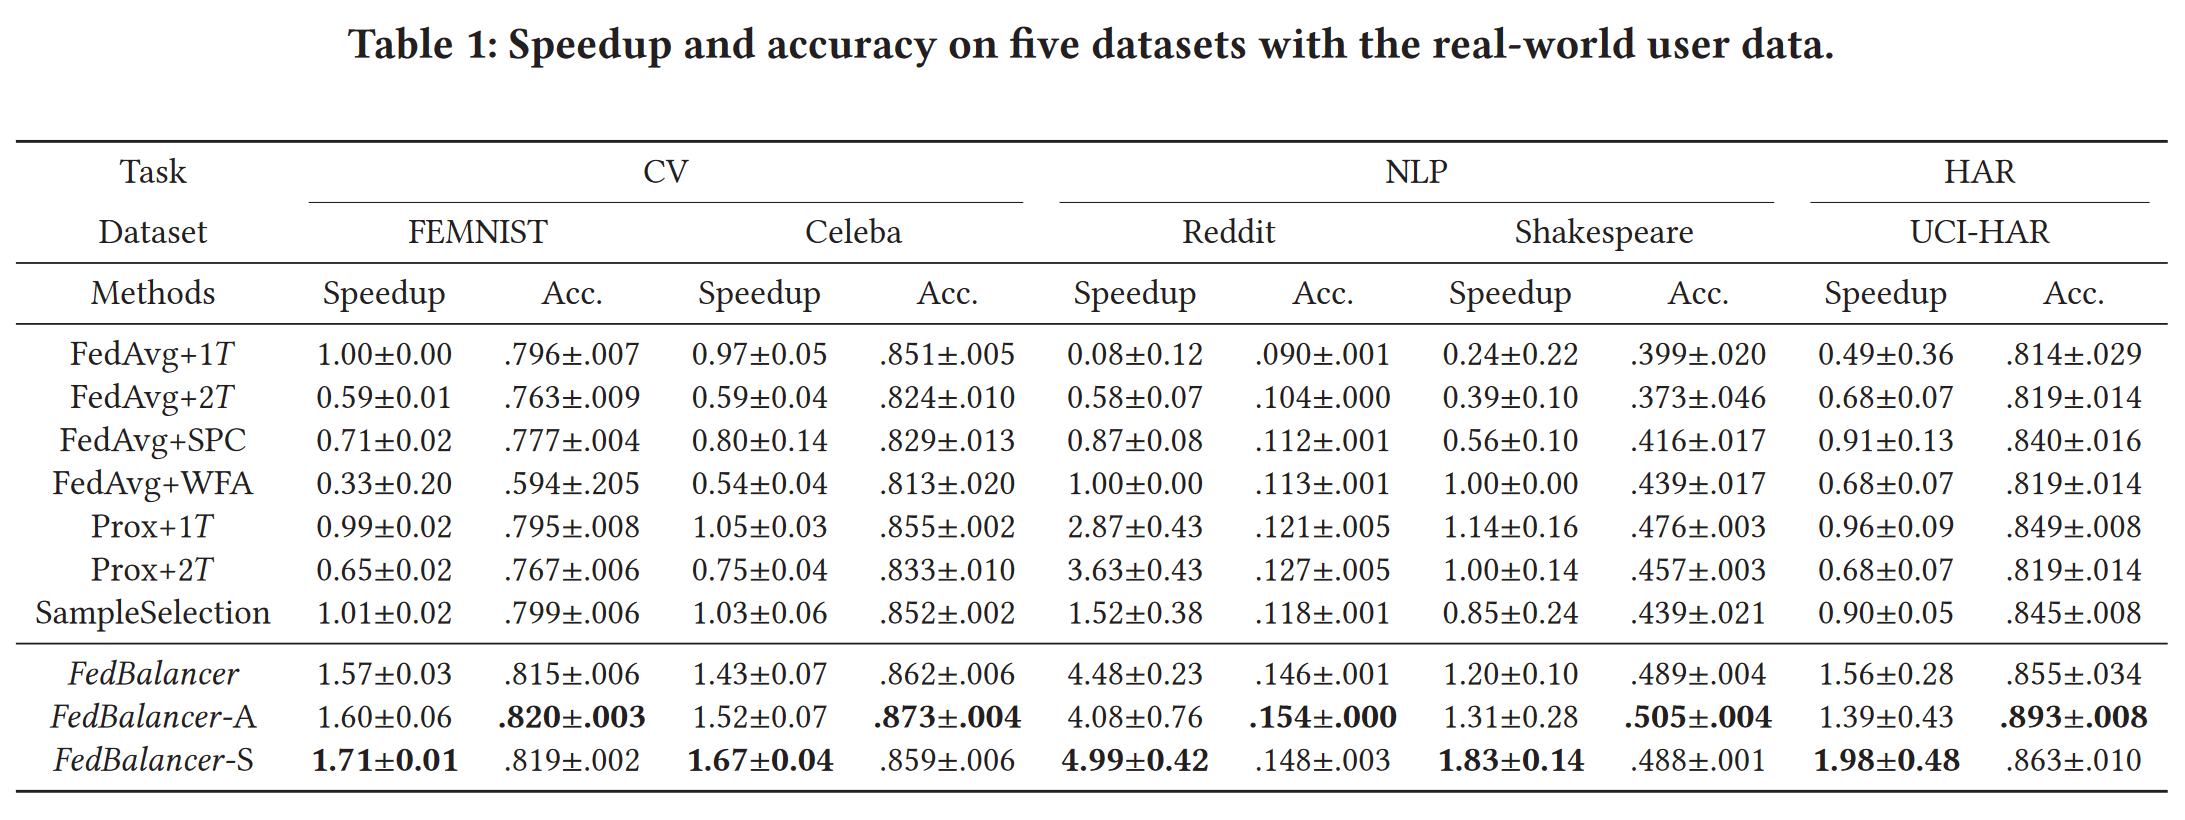 Table 1: Speedup and accuracy on five datasets with the real-world user data.
Task CV NLP HAR
Dataset FEMNIST Celeba Reddit Shakespeare UCI-HAR
Methods Speedup Acc. Speedup Acc. Speedup Acc. Speedup Acc. Speedup Acc.
FedAvg+1T 1.00±0.00 .796±.007 0.97±0.05 .851±.005 0.08±0.12 .090±.001 0.24±0.22 .399±.020 0.49±0.36 .814±.029
FedAvg+2T 0.59±0.01 .763±.009 0.59±0.04 .824±.010 0.58±0.07 .104±.000 0.39±0.10 .373±.046 0.68±0.07 .819±.014
FedAvg+SPC 0.71±0.02 .777±.004 0.80±0.14 .829±.013 0.87±0.08 .112±.001 0.56±0.10 .416±.017 0.91±0.13 .840±.016
FedAvg+WFA 0.33±0.20 .594±.205 0.54±0.04 .813±.020 1.00±0.00 .113±.001 1.00±0.00 .439±.017 0.68±0.07 .819±.014
Prox+1T 0.99±0.02 .795±.008 1.05±0.03 .855±.002 2.87±0.43 .121±.005 1.14±0.16 .476±.003 0.96±0.09 .849±.008
Prox+2T 0.65±0.02 .767±.006 0.75±0.04 .833±.010 3.63±0.43 .127±.005 1.00±0.14 .457±.003 0.68±0.07 .819±.014
SampleSelection 1.01±0.02 .799±.006 1.03±0.06 .852±.002 1.52±0.38 .118±.001 0.85±0.24 .439±.021 0.90±0.05 .845±.008
FedBalancer 1.57±0.03 .815±.006 1.43±0.07 .862±.006 4.48±0.23 .146±.001 1.20±0.10 .489±.004 1.56±0.28 .855±.034
FedBalancer-A 1.60±0.06 .820±.003 1.52±0.07 .873±.004 4.08±0.76 .154±.000 1.31±0.28 .505±.004 1.39±0.43 .893±.008
FedBalancer-S 1.71±0.01 .819±.002 1.67±0.04 .859±.006 4.99±0.42 .148±.003 1.83±0.14 .488±.001 1.98±0.48 .863±.010